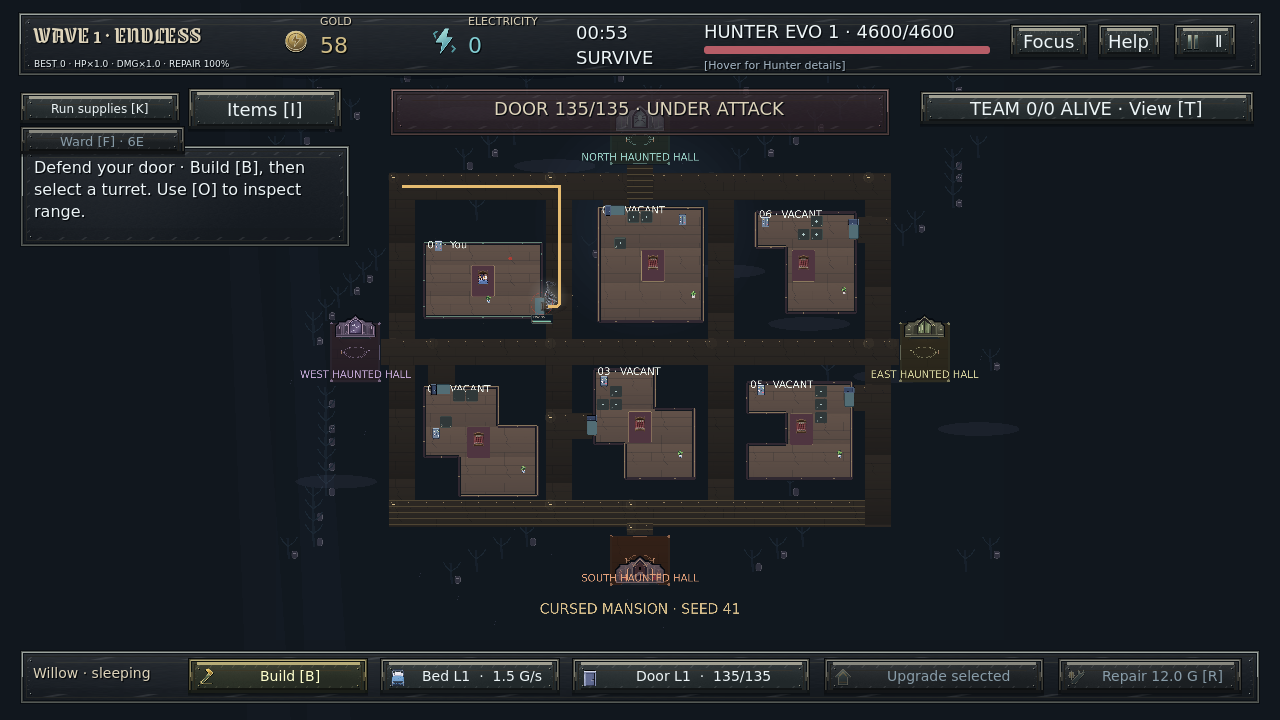 WAVE 1 · ENDLESS
BEST 0 · HP×1.0 · DMG×1.0 · REPAIR 100%
GOLD
58
ELECTRICITY
0
00:53
SURVIVE
HUNTER EVO 1 · 4600/4600
[Hover for Hunter details]
Focus
Help
Run supplies [K]
Items [I]
DOOR 135/135 · UNDER ATTACK
TEAM 0/0 ALIVE · View [T]
Ward [F] · 6E
Defend your door · Build [B], then
select a turret. Use [O] to inspect
range.
NORTH HAUNTED HALL
VACANT
06 · VACANT
You
WEST HAUNTED HALL
EAST HAUNTED HALL
VACANT
03 · VACANT
05 · VACANT
SOUTH HAUNTED HALL
CURSED MANSION · SEED 41
Willow · sleeping
Build [B]
Bed L1 · 1.5 G/s
Door L1 · 135/135
Upgrade selected
Repair 12.0 G [R]